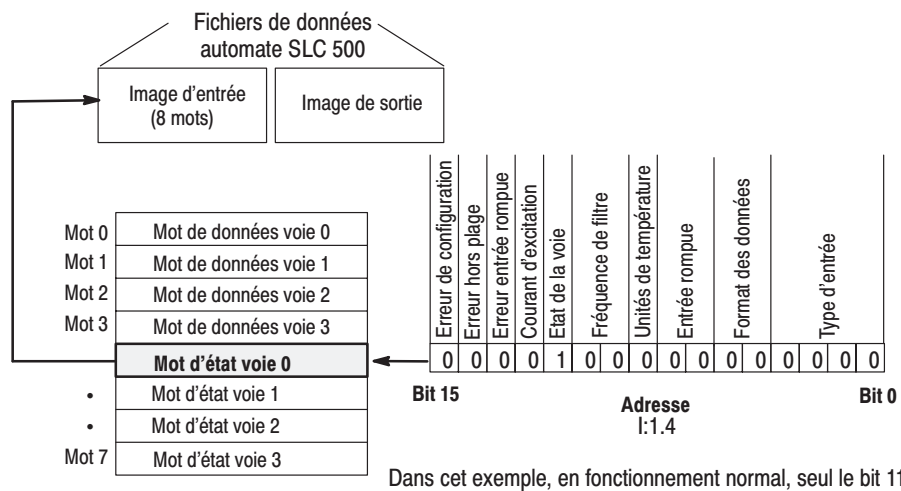 Fichiers de données
automate SLC 500
Image d'entrée
(8 mots)
Image de sortie
Erreur de configuration
Erreur hors plage
Erreur entrée rompue
Courant d'excitation
Etat de la voie
Fréquence de filtre
Unités de température
Entrée rompue
Format des données
Type d'entrée
Mot 0 Mot de données voie 0
Mot 1 Mot de données voie 1
Mot 2 Mot de données voie 2
Mot 3 Mot de données voie 3
Mot d'état voie 0 0 0 0 0 1 0 0 0 0 0 0 0 0 0 0 0
• Mot d'état voie 1
• Mot d'état voie 2
Mot 7 Mot d'état voie 3
Bit 15
Bit 0
Adresse
I:1.4
Dans cet exemple, en fonctionnement normal, seul le bit 11